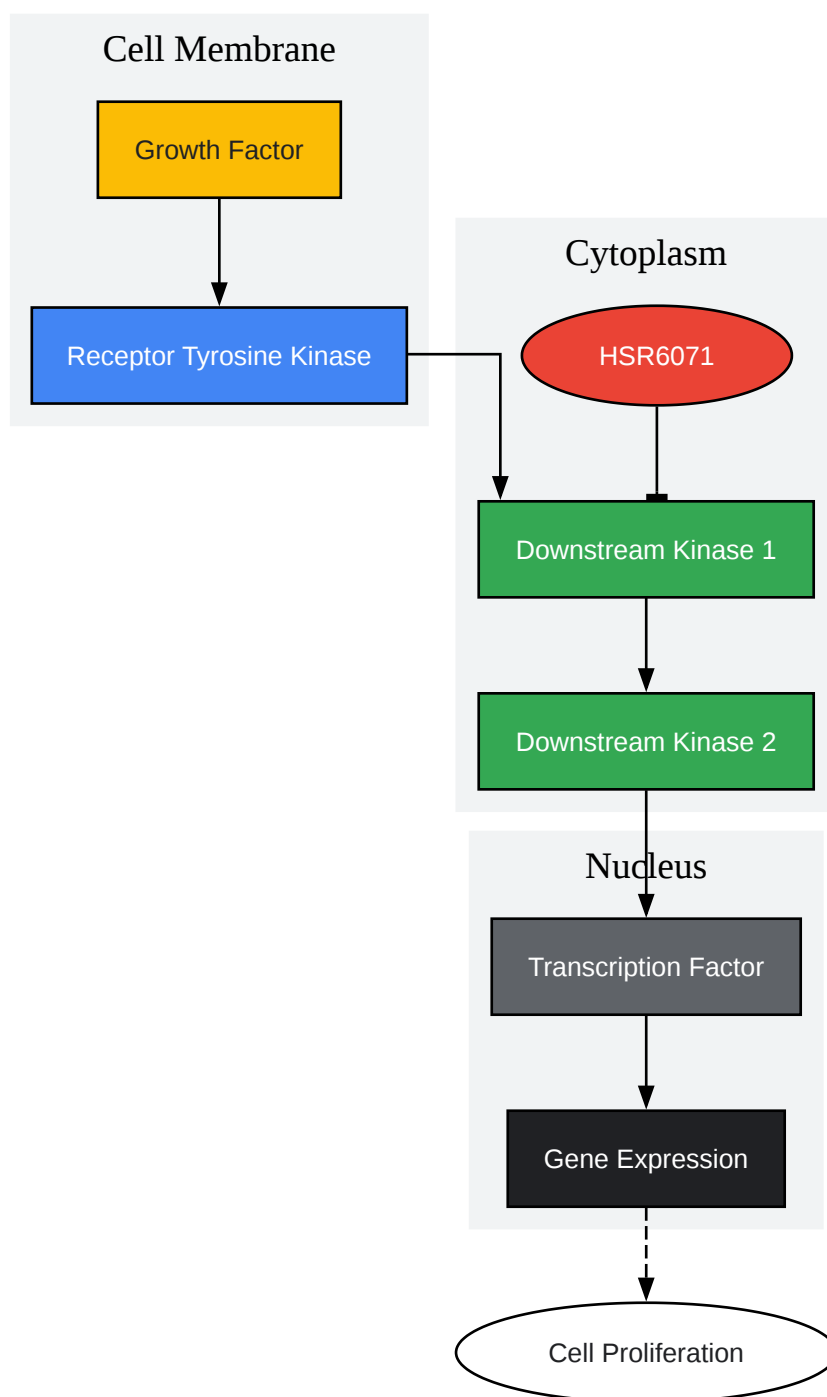 Cell Membrane
Growth Factor
Receptor Tyrosine Kinase
Cytoplasm
HSR6071
Downstream Kinase 1
Downstream Kinase 2
Nucleus
Transcription Factor
Gene Expression
Cell Proliferation